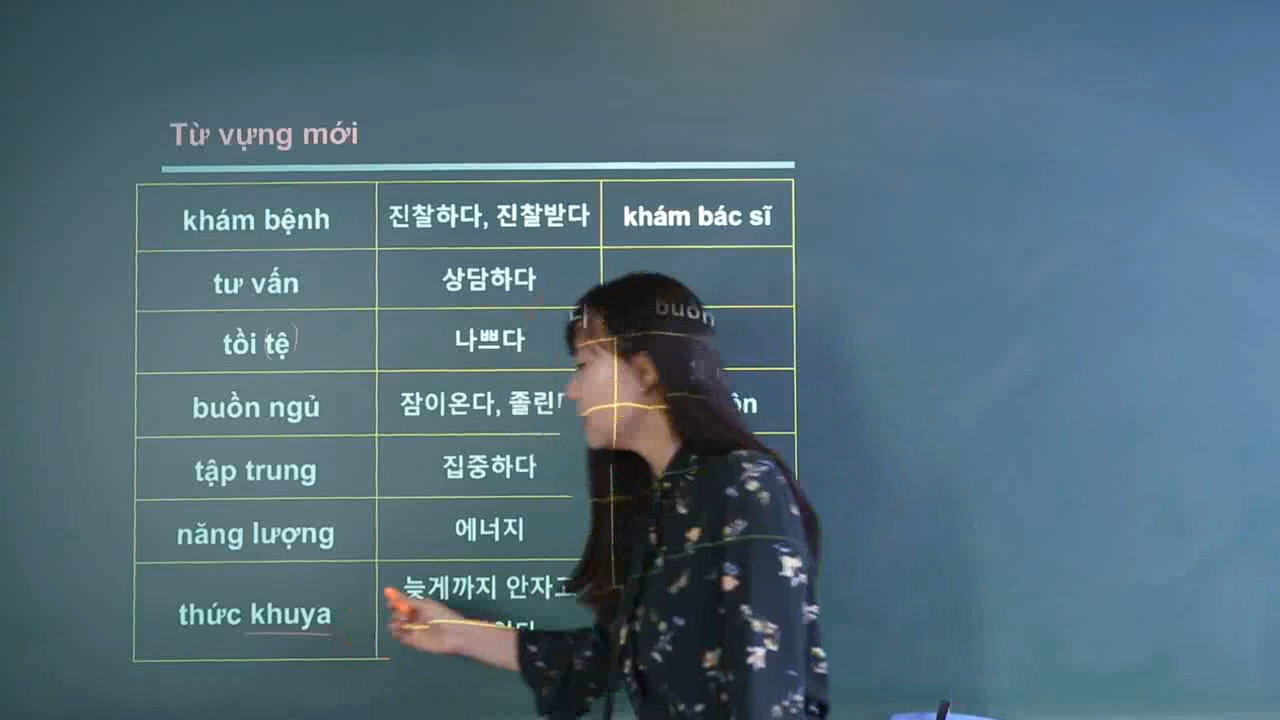 Từ vựng mới
khám bệnh 진찰하다, 진찰받다 khám bác sĩ
tư vấn 상담하다
tồi tệ 나쁘다 buồn
buồn ngủ 잠이온다, 졸린
tập trung 집중하다
năng lượng 에너지
thức khuya 늦게까지 안자고